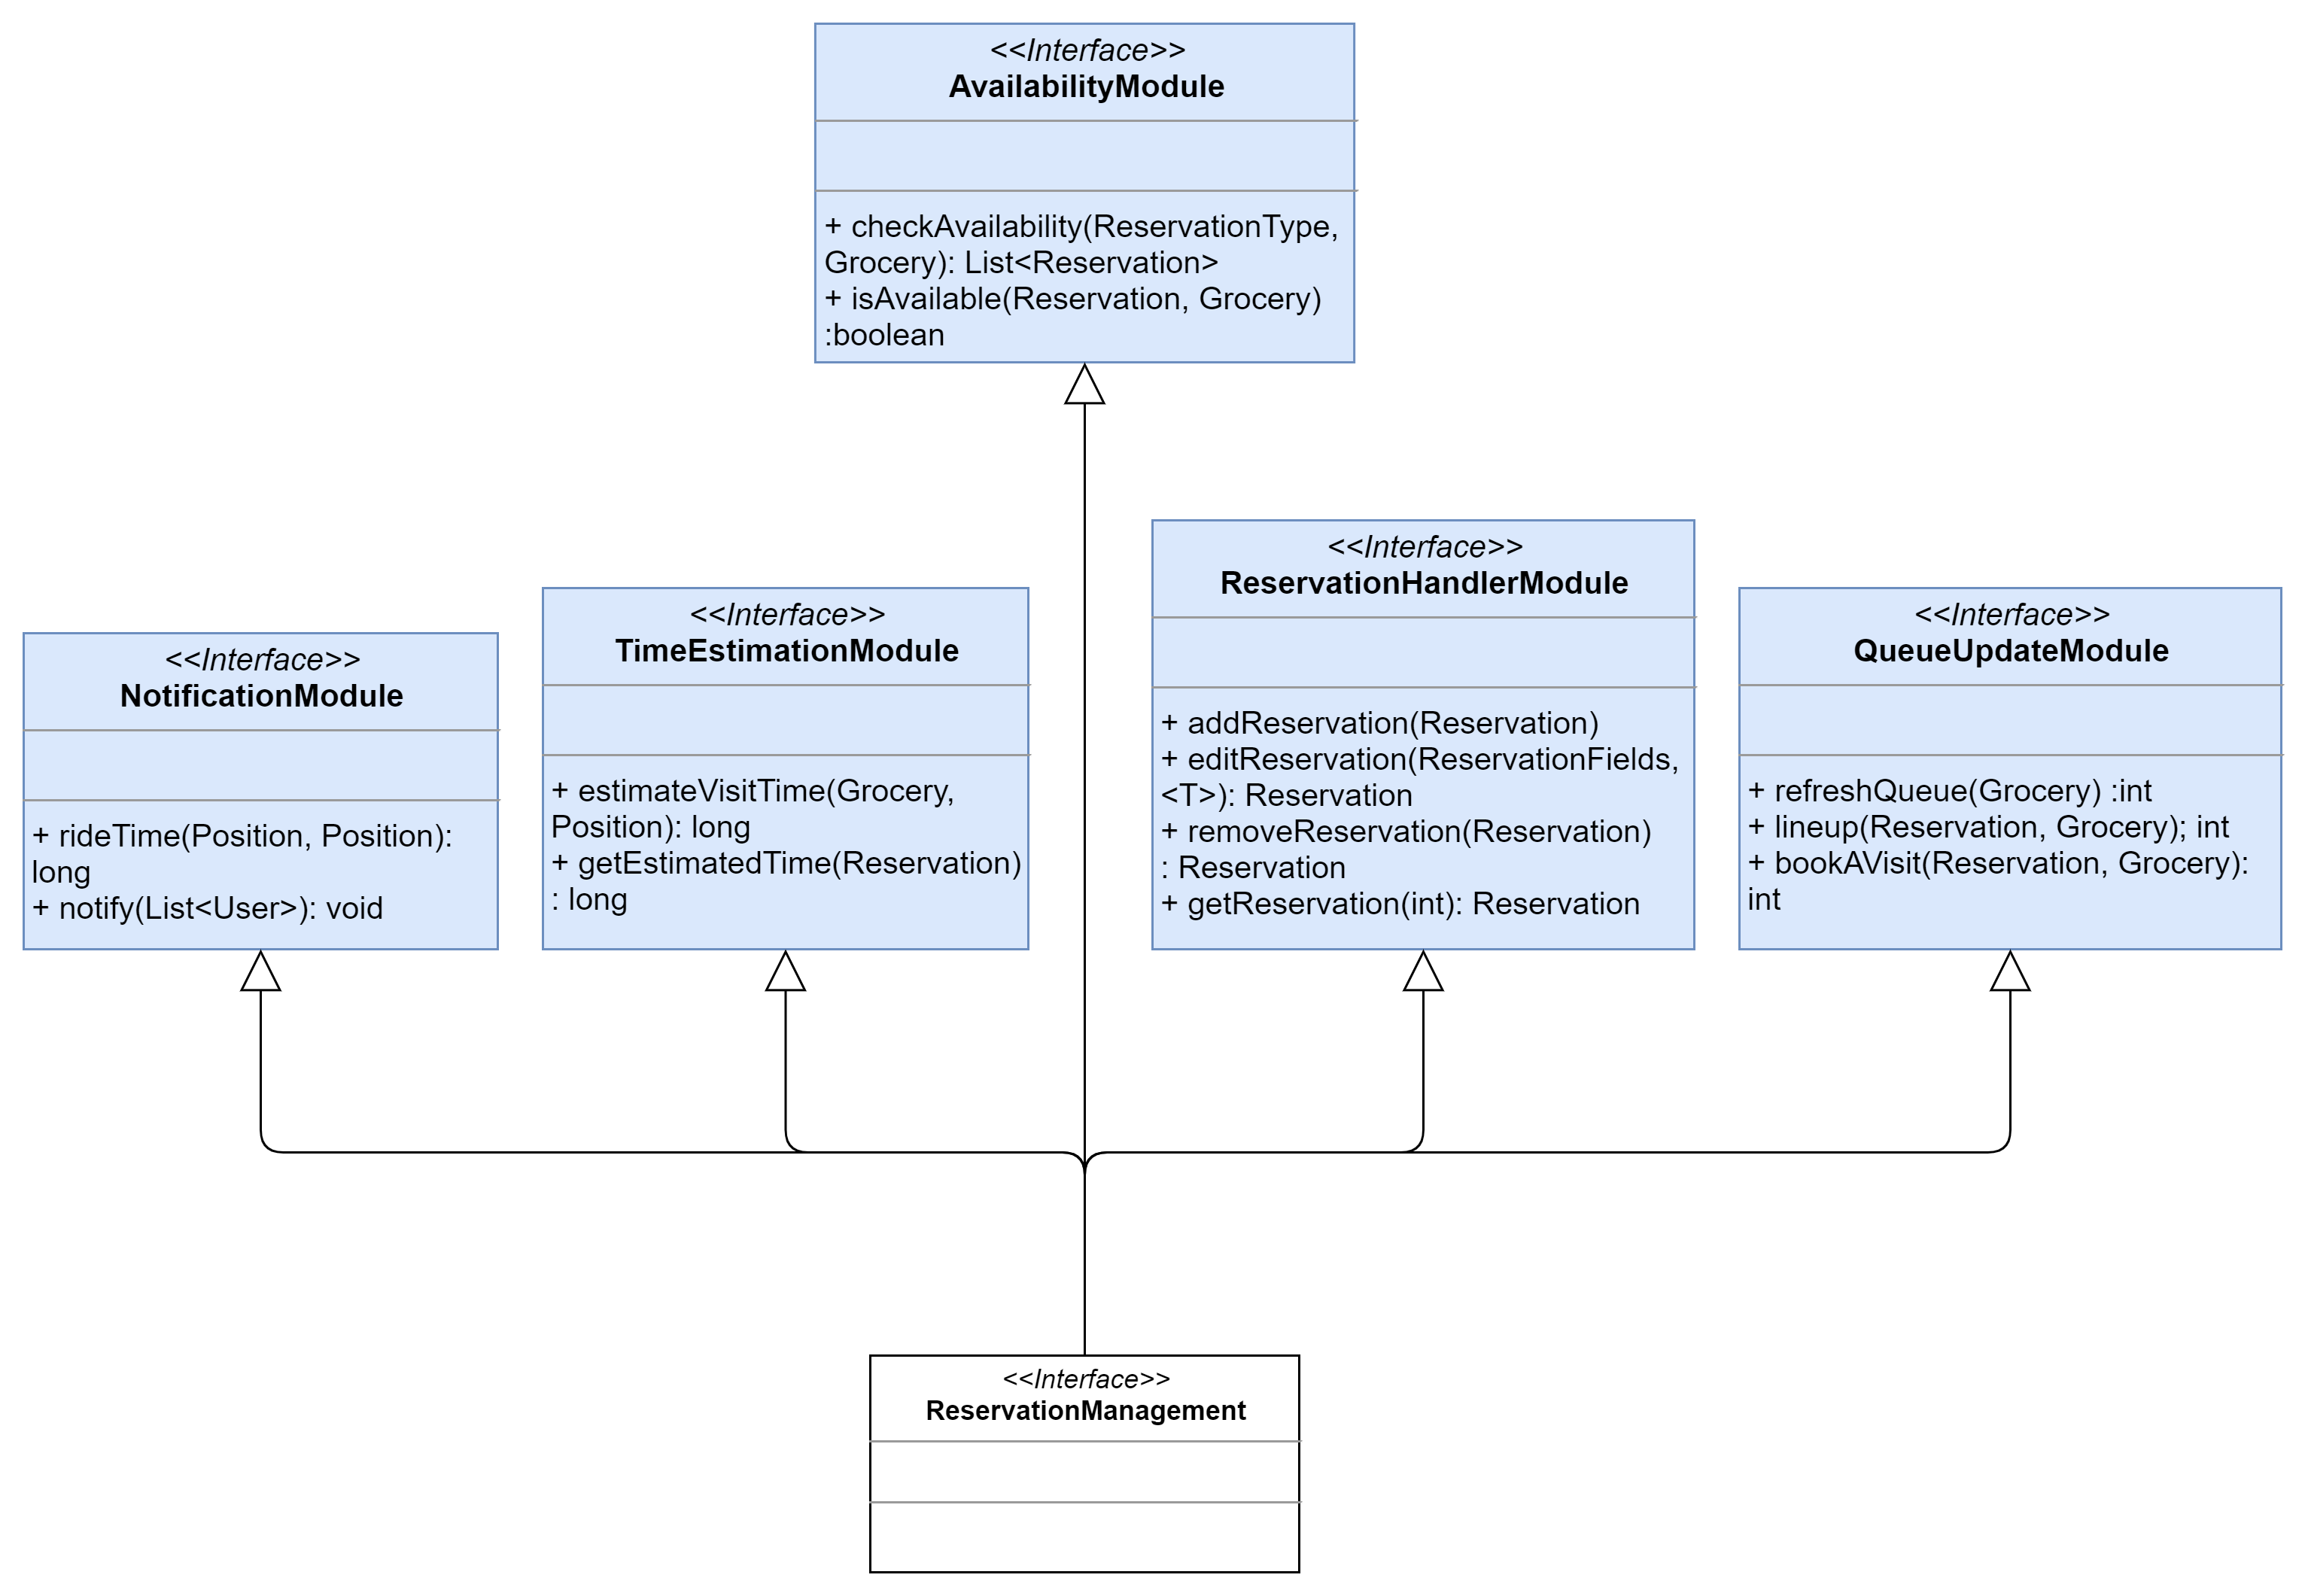 <<Interface>>
AvailabilityModule
+ checkAvailability(ReservationType,
Grocery): List<Reservation>
+ isAvailable(Reservation, Grocery)
:boolean
<<Interface>>
NotificationModule
+ rideTime(Position, Position):
long
+ notify(List<User>): void
<<Interface>>
TimeEstimationModule
+ estimateVisitTime(Grocery,
Position): long
+ getEstimatedTime(Reservation)
: long
<<Interface>>
ReservationHandlerModule
+ addReservation(Reservation)
+ editReservation(ReservationFields,
<T>): Reservation
+ removeReservation(Reservation)
: Reservation
+ getReservation(int): Reservation
<<Interface>>
QueueUpdateModule
+ refreshQueue(Grocery) :int
+ lineup(Reservation, Grocery); int
+ bookAVisit(Reservation, Grocery):
int
<<Interface>>
ReservationManagement